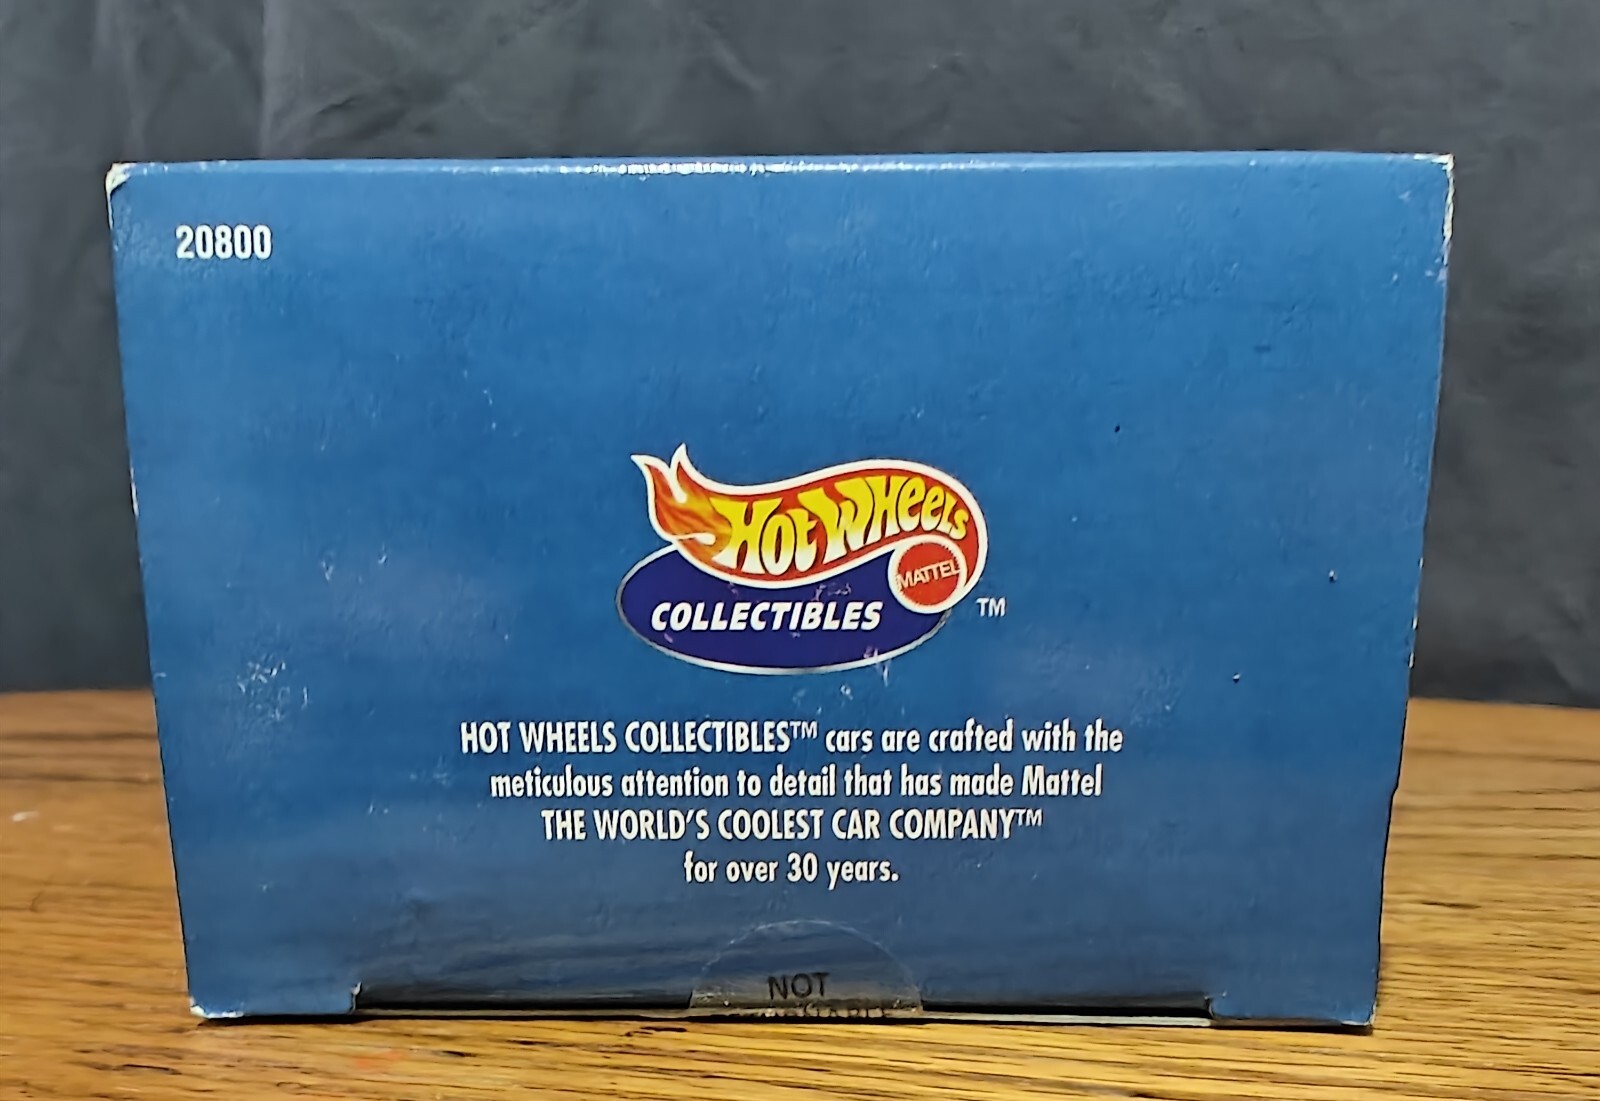 20800
HOT WHEELS
MATTEL
COLLECTIBLES ™
HOT WHEELS COLLECTIBLES™ cars are crafted with the
meticulous attention to detail that has made Mattel
THE WORLD'S COOLEST CAR COMPANY™
for over 30 years.
NOT